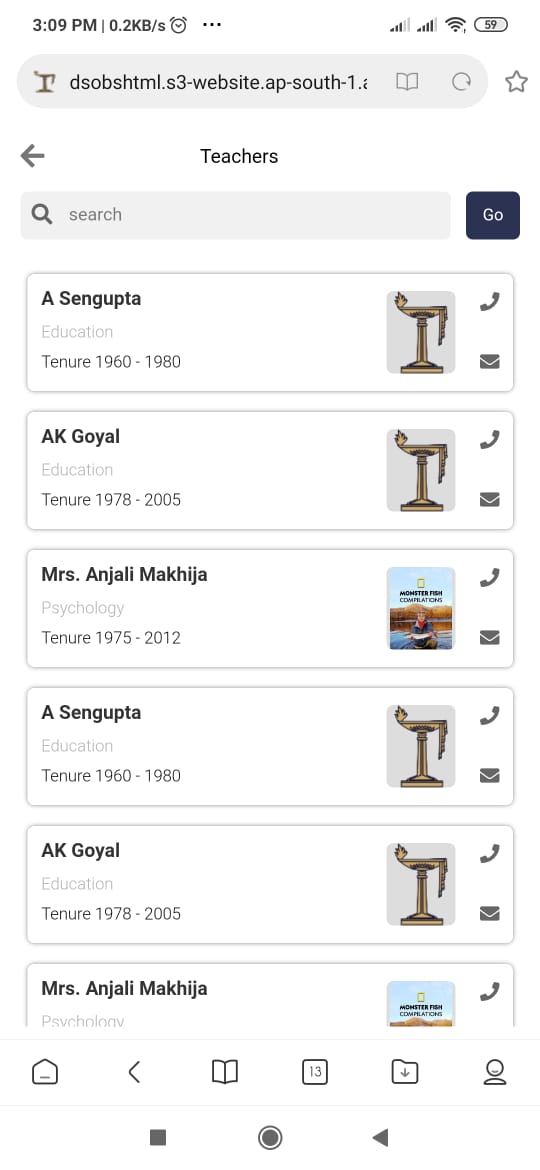 3:09 PM | 0.2KB/s
59
dsobshtml.s3-website.ap-south-1.a
Teachers
search
Go
A Sengupta
Education
Tenure 1960 - 1980
AK Goyal
Education
Tenure 1978 - 2005
Mrs. Anjali Makhija
Psychology
Tenure 1975 - 2012
MONSTER FISH
COMPILATIONS
A Sengupta
Education
Tenure 1960 - 1980
AK Goyal
Education
Tenure 1978 - 2005
Mrs. Anjali Makhija
Psychology
MONSTER FISH
COMPILATIONS
13